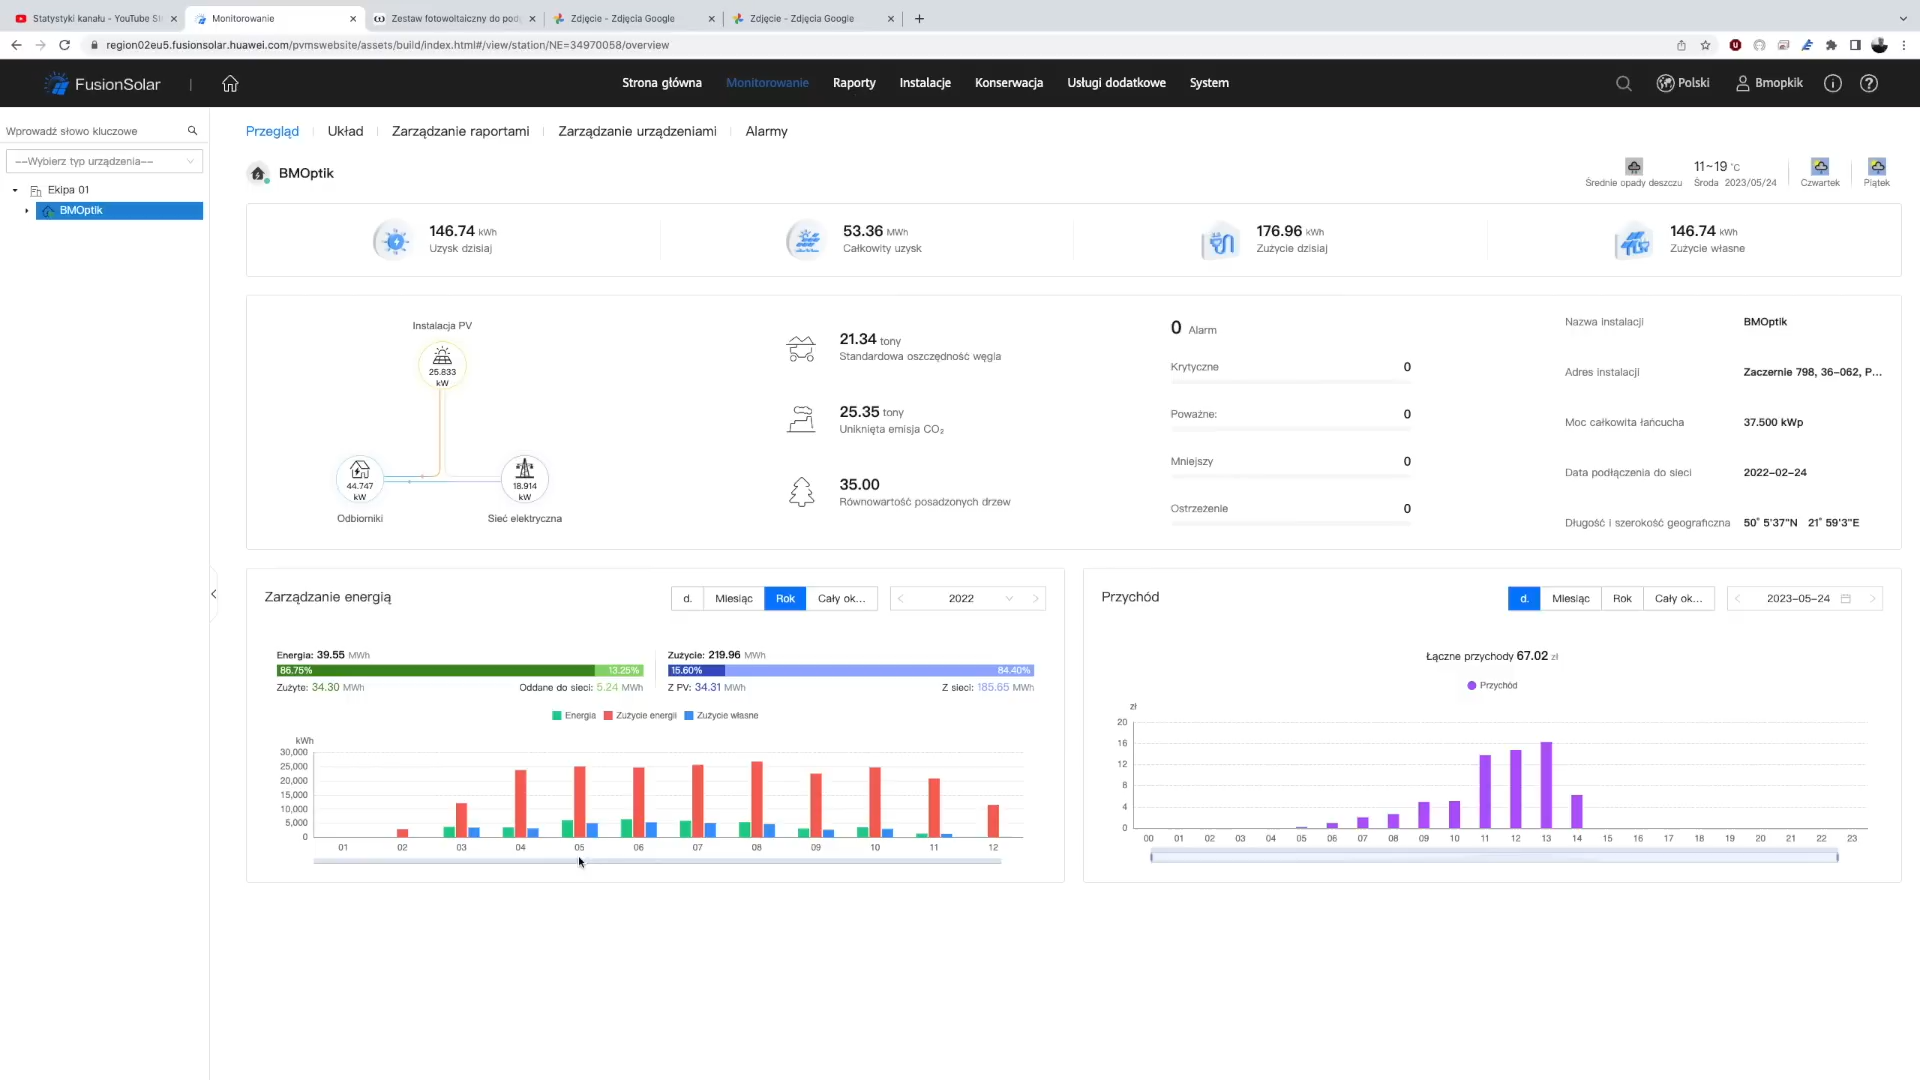 Statystyki kanału - YouTube St
Monitorowanie
Zestaw fotowoltaiczny do pod
Zdjęcie - Zdjęcia Google
Zdjęcie - Zdjęcia Google
region02eu5.fusionsolar.huawei.com/pvmswebsite/assets/build/index.html#/view/station/NE=34970058/overview
FusionSolar
Strona główna
Monitorowanie
Raporty
Instalacje
Konserwacja
Usługi dodatkowe
System
Polski
Bmopkik
Wprowadź słowo kluczowe
--Wybierz typ urządzenia--
Ekipa 01
BMOptik
Przegląd
Układ
Zarządzanie raportami
Zarządzanie urządzeniami
Alarmy
BMOptik
Średnie opady deszczu
11~19 °C
Środa 2023/05/24
Czwartek
Piątek
146.74 kWh
Uzysk dzisiaj
53.36 MWh
Całkowity uzysk
176.96 kWh
Zużycie dzisiaj
146.74 kWh
Zużycie własne
Instalacja PV
25.833
kW
44.747
kW
18.914
kW
Odbiorniki
Sieć elektryczna
21.34 tony
Standardowa oszczędność węgla
25.35 tony
Uniknięta emisja CO₂
35.00
Równowartość posadzonych drzew
0 Alarm
Krytyczne 0
Poważne: 0
Mniejszy 0
Ostrzeżenie 0
Nazwa instalacji BMOptik
Adres instalacji Zaczernie 798, 36-062, P...
Moc całkowita łańcucha 37.500 kWp
Data podłączenia do sieci 2022-02-24
Długość i szerokość geograficzna 50° 5'37"N 21° 59'3"E
Zarządzanie energią
d.
Miesiąc
Rok
Cały ok...
2022
Energia: 39.55 MWh
86.75% 13.25%
Zużyte: 34.30 MWh
Oddane do sieci: 5.24 MWh
Zużycie: 219.96 MWh
15.60% 84.40%
Z PV: 34.31 MWh
Z sieci: 185.65 MWh
Energia Zużycie energii Zużycie własne
kWh
30,000
25,000
20,000
15,000
10,000
5,000
0
01 02 03 04 05 06 07 08 09 10 11 12
Przychód
d.
Miesiąc
Rok
Cały ok...
2023-05-24
Łączne przychody 67.02 zł
Przychód
zł
20
16
12
8
4
0
00 01 02 03 04 05 06 07 08 09 10 11 12 13 14 15 16 17 18 19 20 21 22 23